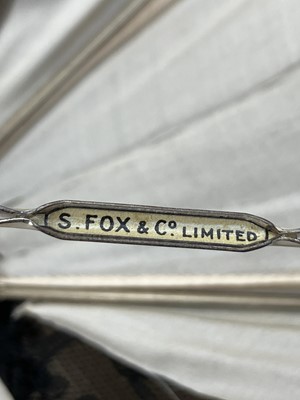 S. FOX & Cº LIMITED